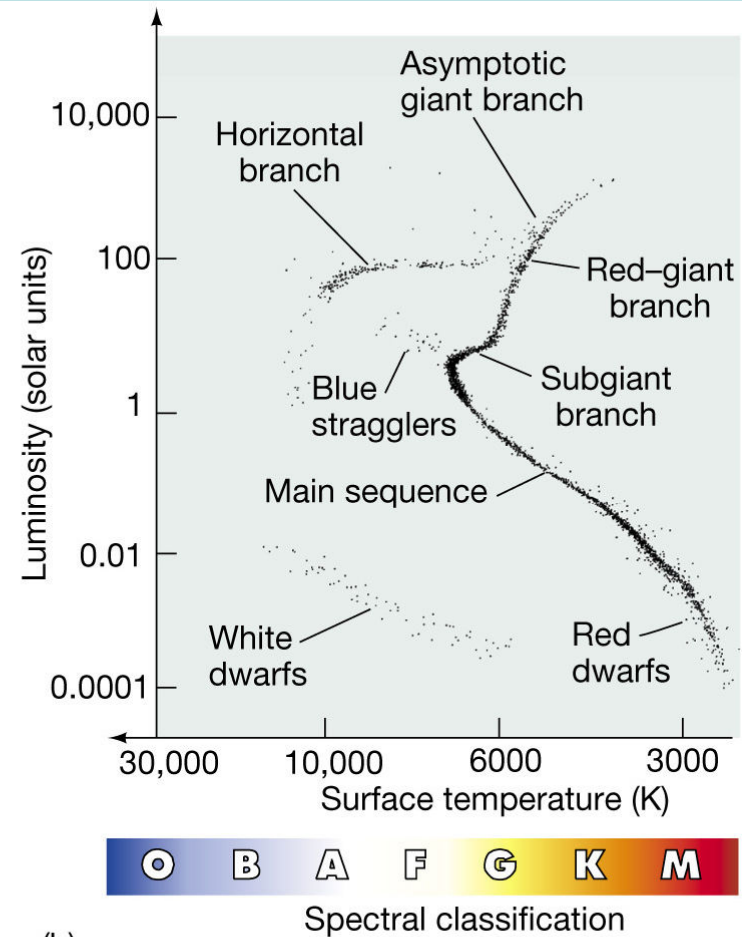 Asymptotic
giant branch
10,000
Horizontal
branch
100
Red–giant
branch
Luminosity (solar units)
Subgiant
branch
1
Blue
stragglers
Main sequence
0.01
White
dwarfs
Red
dwarfs
0.0001
30,000 10,000 6000 3000
Surface temperature (K)
O B A F G K M
Spectral classification